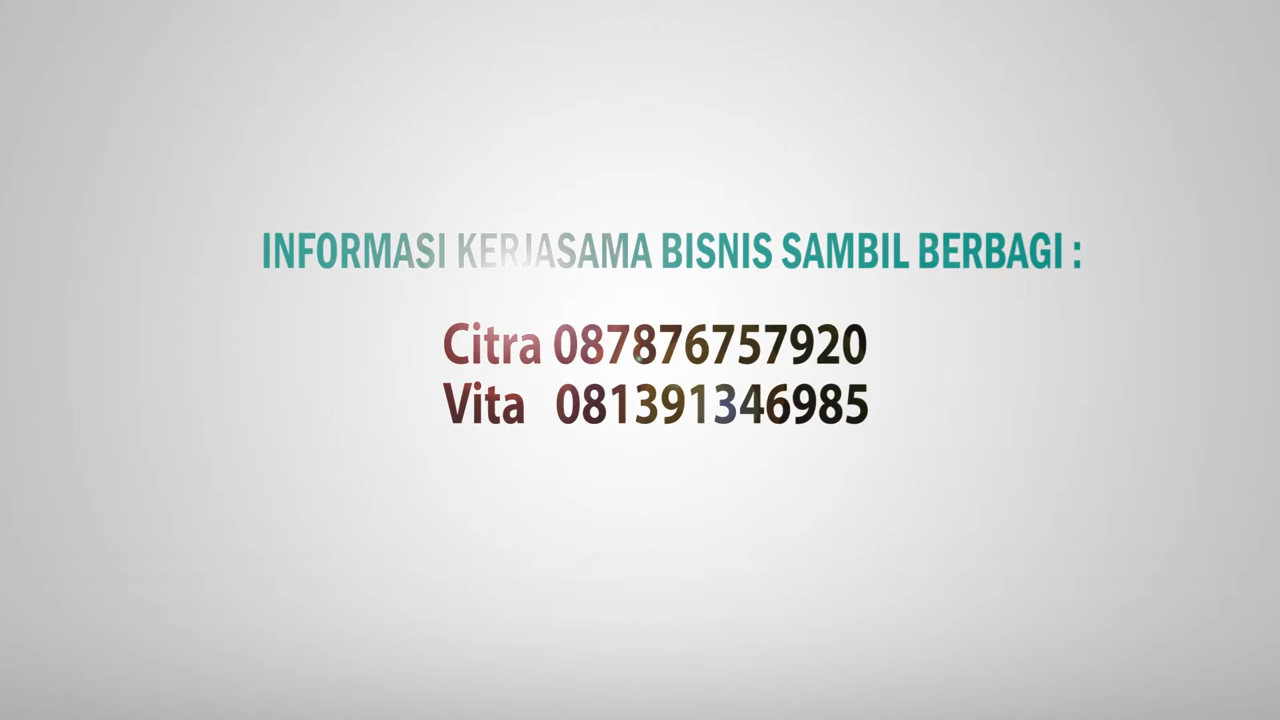 INFORMASI KERJASAMA BISNIS SAMBIL BERBAGI :
Citra 087876757920
Vita 081391346985